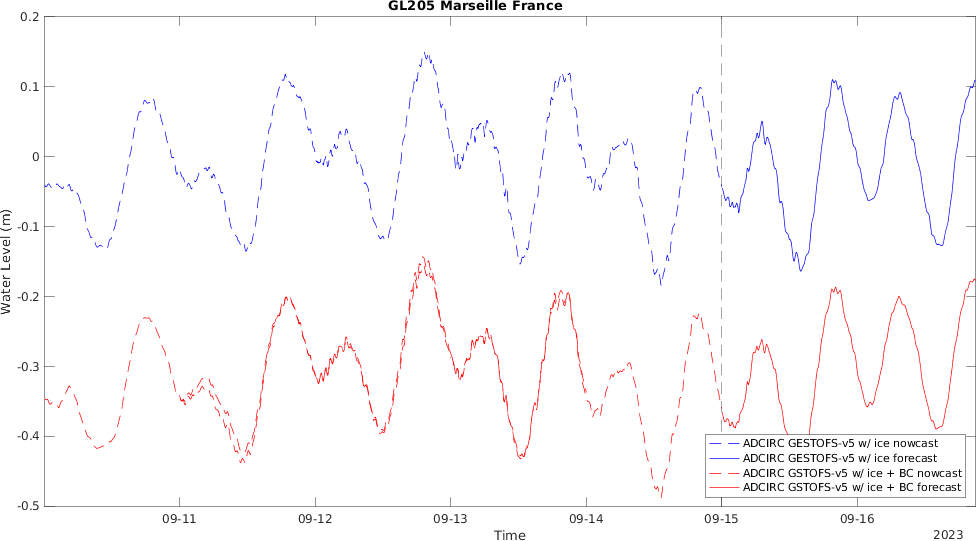 GL205 Marseille France
Water Level (m)
0.2
0.1
0
-0.1
-0.2
-0.3
-0.4
-0.5
ADCIRC GESTOFS-v5 w/ ice nowcast
ADCIRC GESTOFS-v5 w/ ice forecast
ADCIRC GSTOFS-v5 w/ ice + BC nowcast
ADCIRC GSTOFS-v5 w/ ice + BC forecast
09-11
09-12
09-13
09-14
09-15
09-16
Time
2023